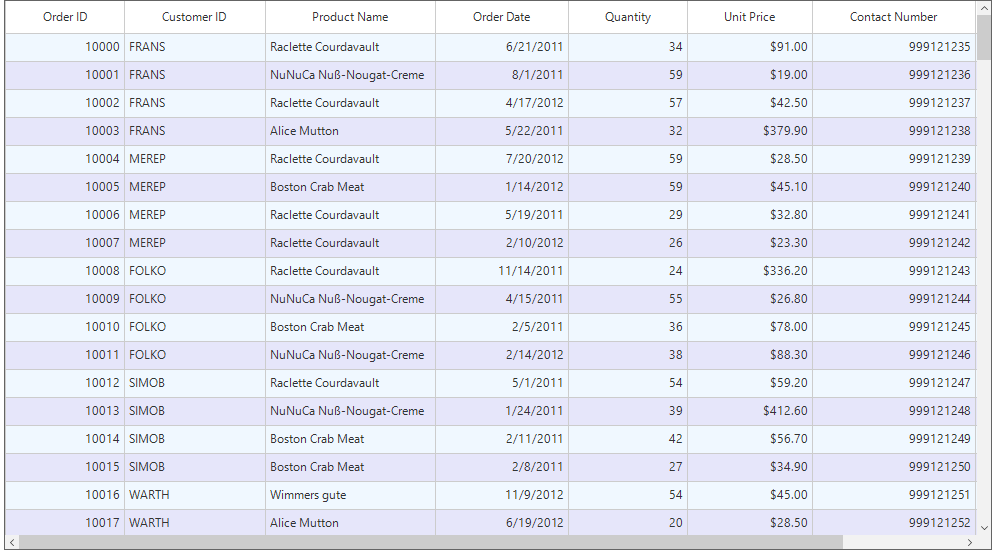 Order ID Customer ID Product Name Order Date Quantity Unit Price Contact Number
10000 FRANS Raclette Courdavault 6/21/2011 34 $91.00 999121235
10001 FRANS NuNuCa Nuß-Nougat-Creme 8/1/2011 59 $19.00 999121236
10002 FRANS Raclette Courdavault 4/17/2012 57 $42.50 999121237
10003 FRANS Alice Mutton 5/22/2011 32 $379.90 999121238
10004 MEREP Raclette Courdavault 7/20/2012 59 $28.50 999121239
10005 MEREP Boston Crab Meat 1/14/2012 59 $45.10 999121240
10006 MEREP Raclette Courdavault 5/19/2011 29 $32.80 999121241
10007 MEREP Raclette Courdavault 2/10/2012 26 $23.30 999121242
10008 FOLKO Raclette Courdavault 11/14/2011 24 $336.20 999121243
10009 FOLKO NuNuCa Nuß-Nougat-Creme 4/15/2011 55 $26.80 999121244
10010 FOLKO Boston Crab Meat 2/5/2011 36 $78.00 999121245
10011 FOLKO NuNuCa Nuß-Nougat-Creme 2/14/2012 38 $88.30 999121246
10012 SIMOB Raclette Courdavault 5/1/2011 54 $59.20 999121247
10013 SIMOB NuNuCa Nuß-Nougat-Creme 1/24/2011 39 $412.60 999121248
10014 SIMOB Boston Crab Meat 2/11/2011 42 $56.70 999121249
10015 SIMOB Boston Crab Meat 2/8/2011 27 $34.90 999121250
10016 WARTH Wimmers gute 11/9/2012 54 $45.00 999121251
10017 WARTH Alice Mutton 6/19/2012 20 $28.50 999121252